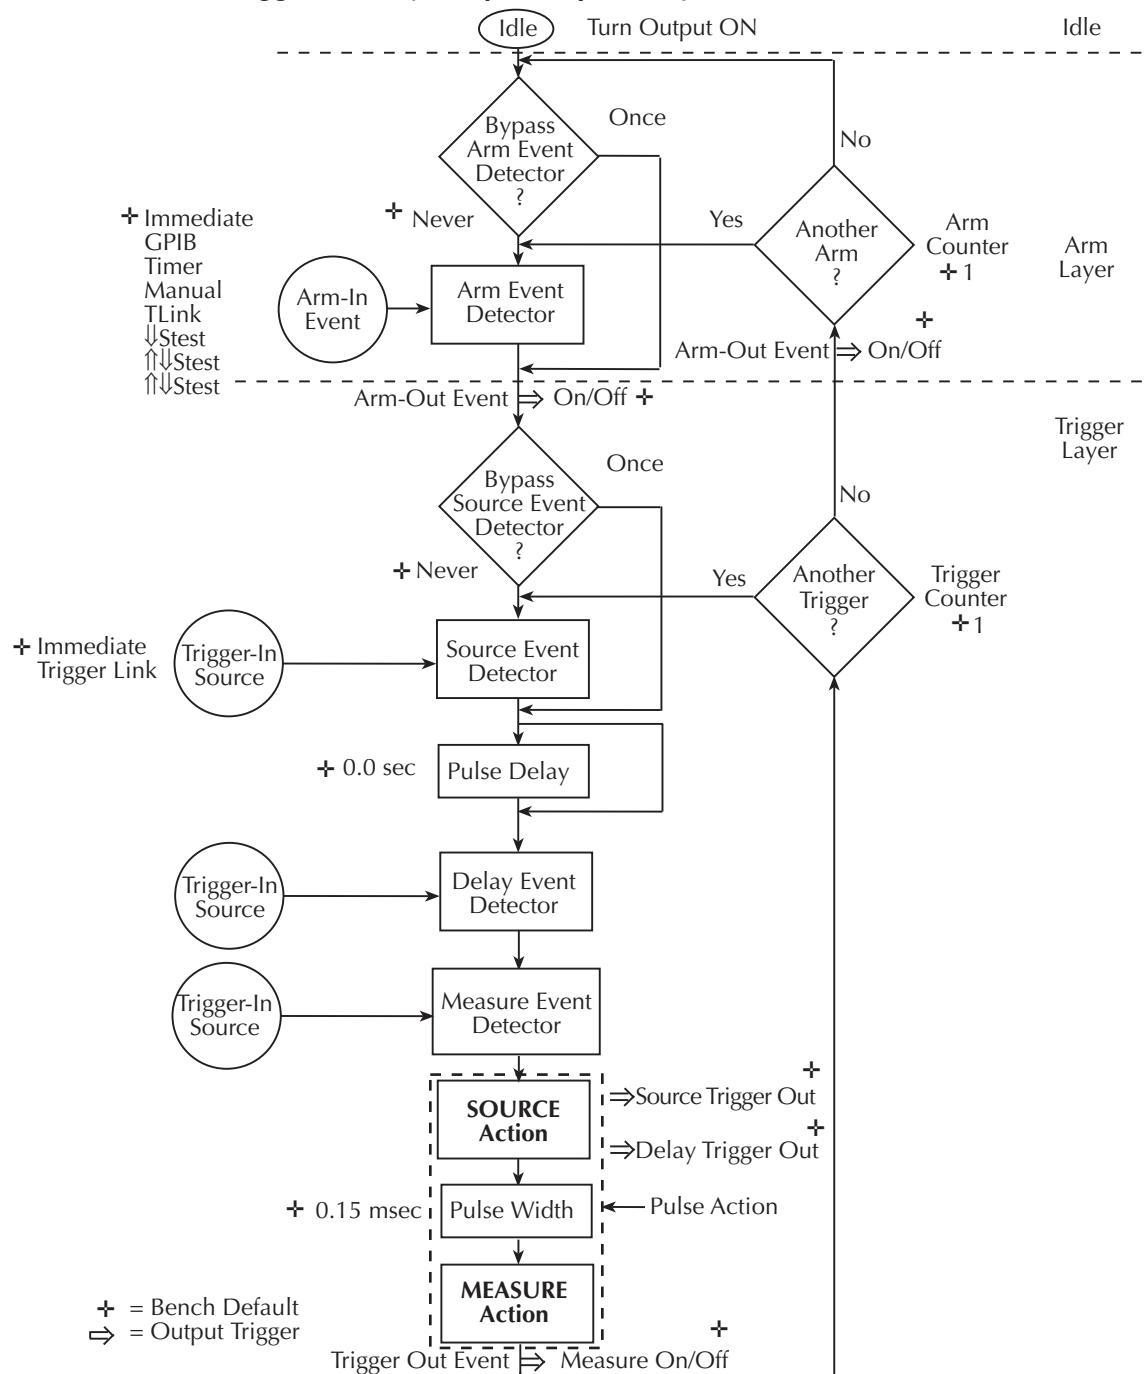 Idle
Turn Output ON
Idle
Bypass
Arm Event
Detector
?
Once
Never
No
Yes
Another
Arm
?
Arm
Counter
1
Arm
Layer
Immediate
GPIB
Timer
Manual
TLink
⇓Stest
⇑⇓Stest
⇑⇓Stest
Arm-In
Event
Arm Event
Detector
Arm-Out Event ⇒ On/Off
Arm-Out Event ⇒ On/Off
Trigger
Layer
Bypass
Source Event
Detector
?
Once
Never
No
Yes
Another
Trigger
?
Trigger
Counter
1
Immediate
Trigger Link
Trigger-In
Source
Source Event
Detector
0.0 sec
Pulse Delay
Trigger-In
Source
Delay Event
Detector
Trigger-In
Source
Measure Event
Detector
SOURCE
Action
⇒Source Trigger Out
⇒Delay Trigger Out
0.15 msec
Pulse Width
Pulse Action
MEASURE
Action
= Bench Default
⇒ = Output Trigger
Trigger Out Event ⇒ Measure On/Off